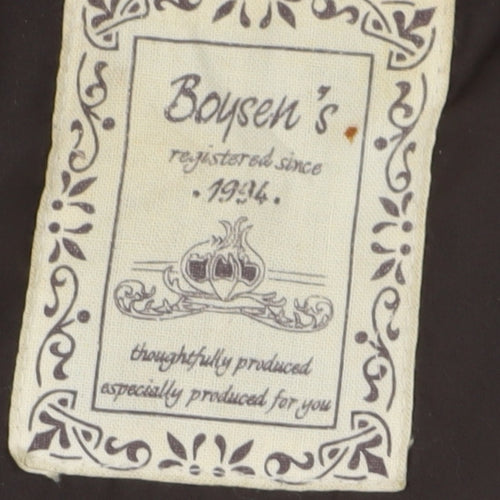 Boysen's
registered since
• 1994 •
thoughtfully produced
especially produced for you